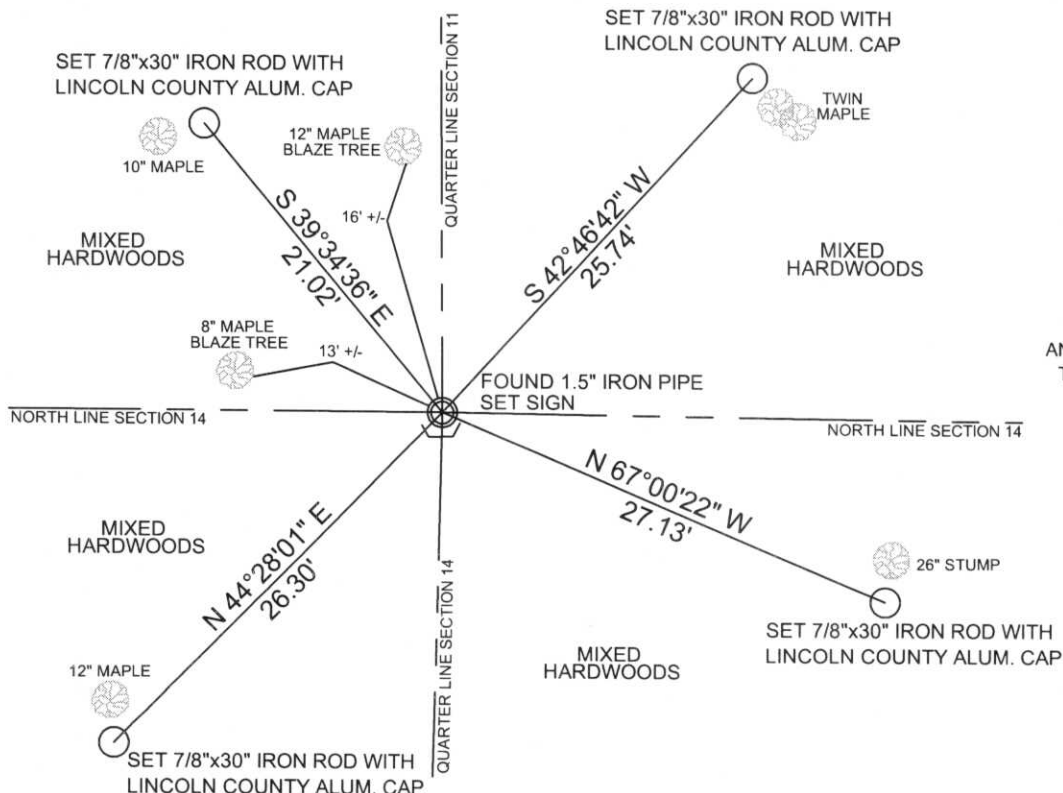 SET 7/8"x30" IRON ROD WITH
LINCOLN COUNTY ALUM. CAP
QUARTER LINE SECTION 11
SET 7/8"x30" IRON ROD WITH
LINCOLN COUNTY ALUM. CAP
10" MAPLE
12" MAPLE
BLAZE TREE
TWIN
MAPLE
16' +/-
S 39°34'36" E
21.02'
S 42°46'42" W
25.74'
MIXED
HARDWOODS
MIXED
HARDWOODS
8" MAPLE
BLAZE TREE
13' +/-
FOUND 1.5" IRON PIPE
SET SIGN
NORTH LINE SECTION 14
NORTH LINE SECTION 14
N 67°00'22" W
27.13'
MIXED
HARDWOODS
N 44°28'01" E
26.30'
26" STUMP
SET 7/8"x30" IRON ROD WITH
LINCOLN COUNTY ALUM. CAP
MIXED
HARDWOODS
QUARTER LINE SECTION 14
12" MAPLE
SET 7/8"x30" IRON ROD WITH
LINCOLN COUNTY ALUM. CAP